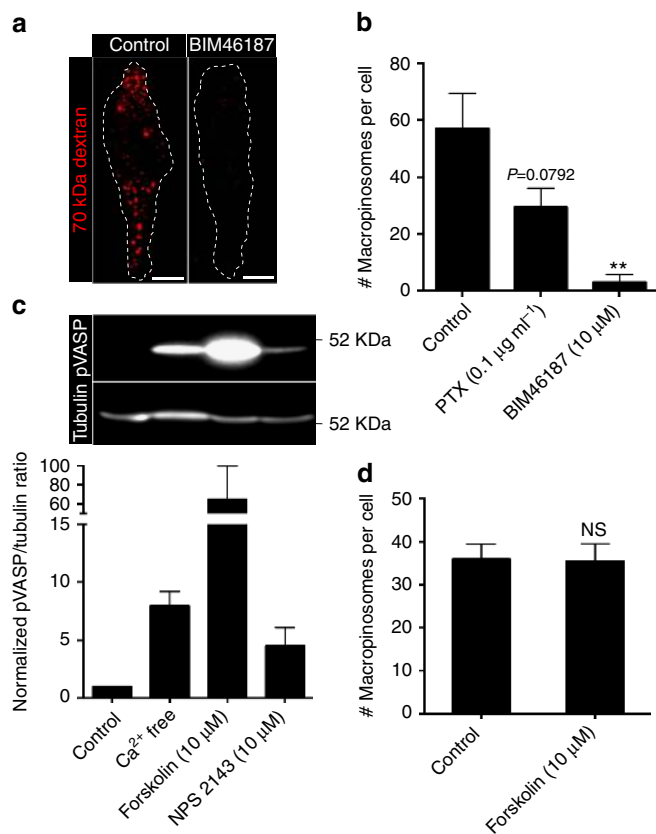 a
Control BIM46187
70 kDa dextran
b
# Macropinosomes per cell
80
60
40
20
0
P=0.0792
**
Control
PTX (0.1 μg ml⁻¹)
BIM46187 (10 μM)
c
Tubulin pVASP
52 KDa
52 KDa
Normalized pVASP/tubulin ratio
100
80
60
15
10
5
0
Control
Ca²⁺ free
Forskolin (10 μM)
NPS 2143 (10 μM)
d
# Macropinosomes per cell
50
40
30
20
10
0
NS
Control
Forskolin (10 μM)